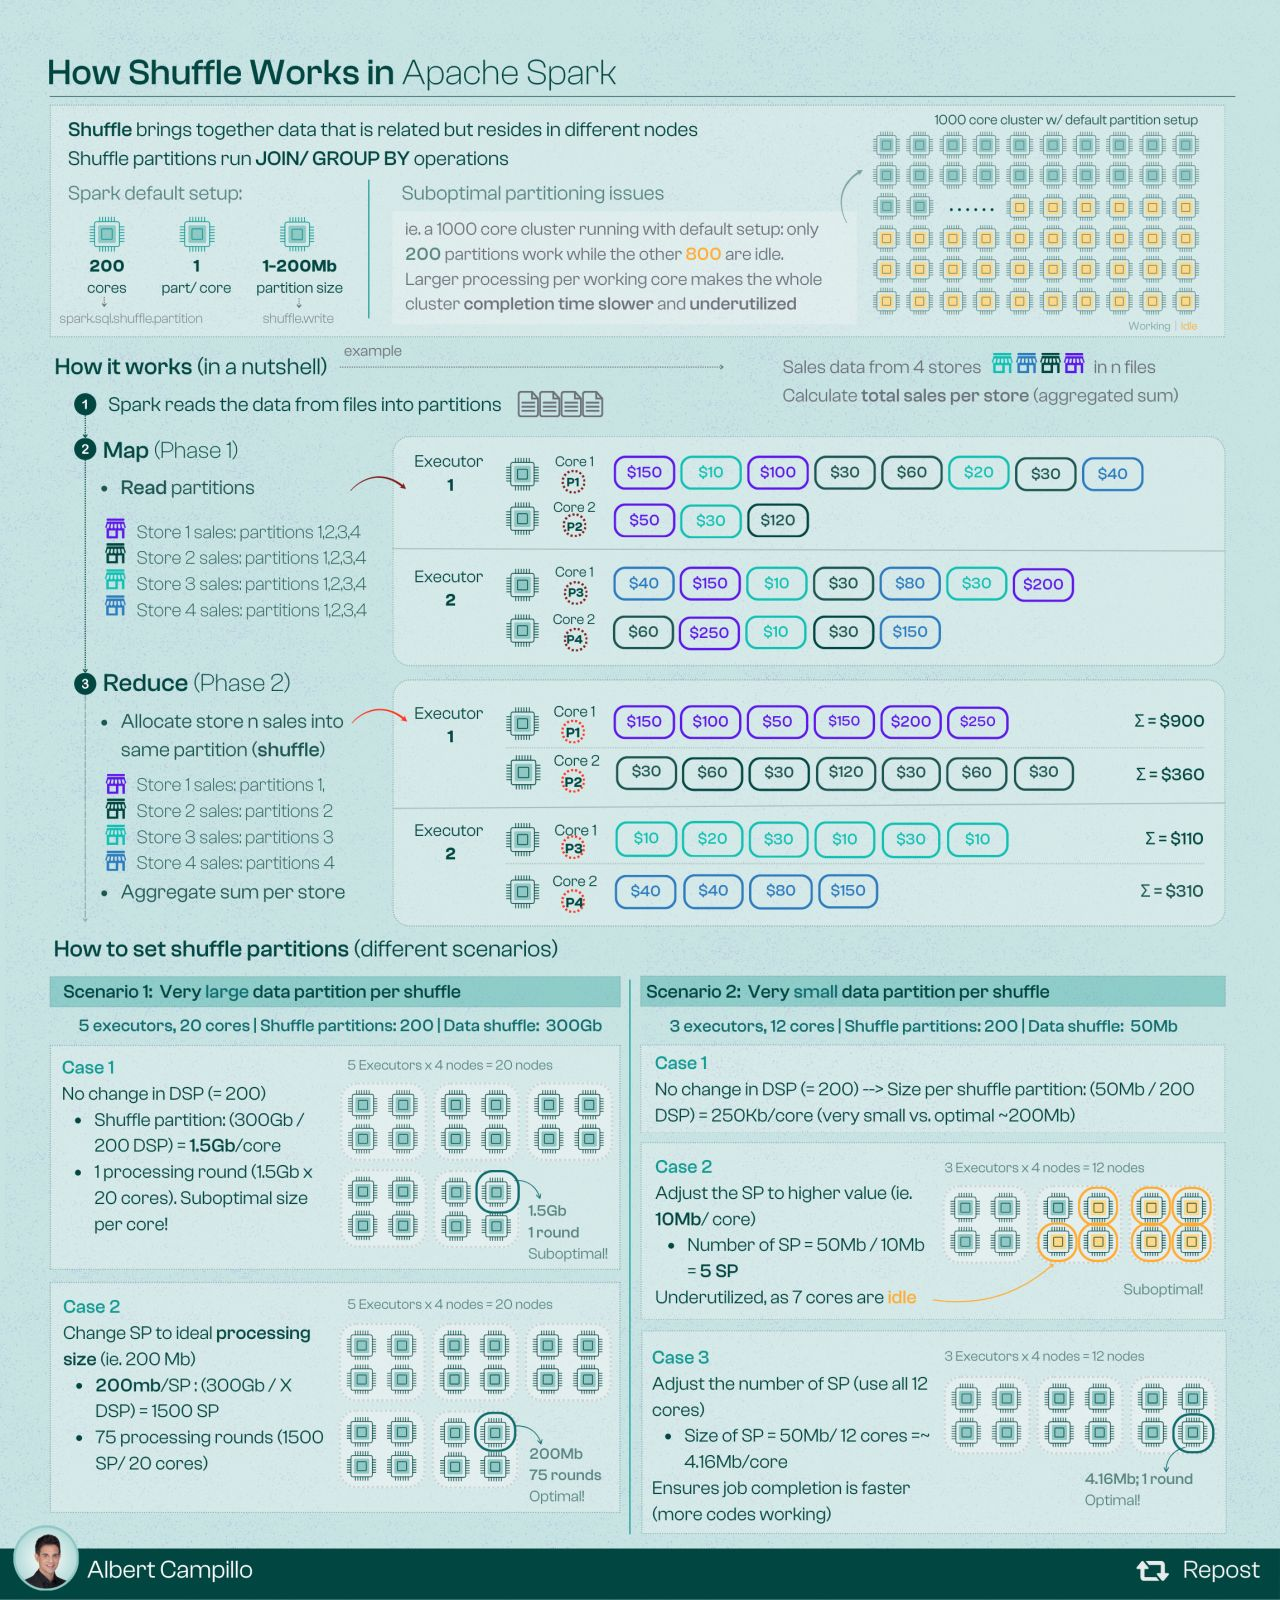 How Shuffle Works in Apache Spark
Shuffle brings together data that is related but resides in different nodes
Shuffle partitions run JOIN/ GROUP BY operations
Spark default setup:
200
cores
spark.sql.shuffle.partition
1
part/ core
1-200Mb
partition size
shuffle.write
Suboptimal partitioning issues
ie. a 1000 core cluster running with default setup: only
200 partitions work while the other 800 are idle.
Larger processing per working core makes the whole
cluster completion time slower and underutilized
1000 core cluster w/ default partition setup
......
Working | Idle
How it works (in a nutshell)
example
Sales data from 4 stores in n files
Calculate total sales per store (aggregated sum)
1 Spark reads the data from files into partitions
2 Map (Phase 1)
• Read partitions
Store 1 sales: partitions 1,2,3,4
Store 2 sales: partitions 1,2,3,4
Store 3 sales: partitions 1,2,3,4
Store 4 sales: partitions 1,2,3,4
Executor
1
Core 1
P1
$150 $10 $100 $30 $60 $20 $30 $40
Core 2
P2
$50 $30 $120
Executor
2
Core 1
P3
$40 $150 $10 $30 $80 $30 $200
Core 2
P4
$60 $250 $10 $30 $150
3 Reduce (Phase 2)
• Allocate store n sales into
same partition (shuffle)
Store 1 sales: partitions 1,
Store 2 sales: partitions 2
Store 3 sales: partitions 3
Store 4 sales: partitions 4
• Aggregate sum per store
Executor
1
Core 1
P1
$150 $100 $50 $150 $200 $250 Σ = $900
Core 2
P2
$30 $60 $30 $120 $30 $60 $30 Σ = $360
Executor
2
Core 1
P3
$10 $20 $30 $10 $30 $10 Σ = $110
Core 2
P4
$40 $40 $80 $150 Σ = $310
How to set shuffle partitions (different scenarios)
Scenario 1: Very large data partition per shuffle
5 executors, 20 cores | Shuffle partitions: 200 | Data shuffle: 300Gb
Case 1
No change in DSP (= 200)
• Shuffle partition: (300Gb /
200 DSP) = 1.5Gb/core
• 1 processing round (1.5Gb x
20 cores). Suboptimal size
per core!
5 Executors x 4 nodes = 20 nodes
1.5Gb
1 round
Suboptimal!
Case 2
Change SP to ideal processing
size (ie. 200 Mb)
• 200mb/SP : (300Gb / X
DSP) = 1500 SP
• 75 processing rounds (1500
SP/ 20 cores)
5 Executors x 4 nodes = 20 nodes
200Mb
75 rounds
Optimal!
Scenario 2: Very small data partition per shuffle
3 executors, 12 cores | Shuffle partitions: 200 | Data shuffle: 50Mb
Case 1
No change in DSP (= 200) --> Size per shuffle partition: (50Mb / 200
DSP) = 250Kb/core (very small vs. optimal ~200Mb)
Case 2
Adjust the SP to higher value (ie.
10Mb/ core)
• Number of SP = 50Mb / 10Mb
= 5 SP
Underutilized, as 7 cores are idle
3 Executors x 4 nodes = 12 nodes
Suboptimal!
Case 3
Adjust the number of SP (use all 12
cores)
• Size of SP = 50Mb/ 12 cores =~
4.16Mb/core
Ensures job completion is faster
(more codes working)
3 Executors x 4 nodes = 12 nodes
4.16Mb; 1 round
Optimal!
Albert Campillo
Repost